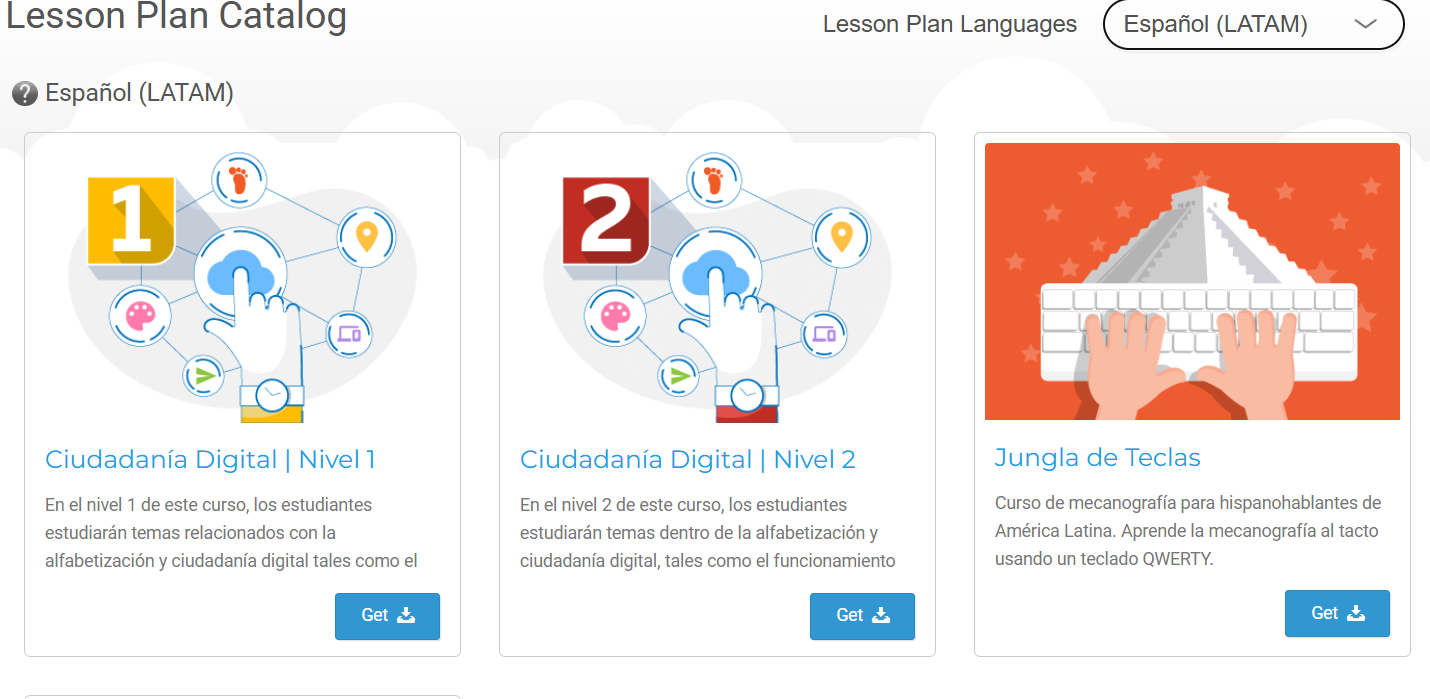 Lesson Plan Catalog
Lesson Plan Languages
Español (LATAM)
? Español (LATAM)
1
Ciudadanía Digital | Nivel 1
En el nivel 1 de este curso, los estudiantes
estudiarán temas relacionados con la
alfabetización y ciudadanía digital tales como el
Get
2
Ciudadanía Digital | Nivel 2
En el nivel 2 de este curso, los estudiantes
estudiarán temas dentro de la alfabetización y
ciudadanía digital, tales como el funcionamiento
Get
Jungla de Teclas
Curso de mecanografía para hispanohablantes de
América Latina. Aprende la mecanografía al tacto
usando un teclado QWERTY.
Get